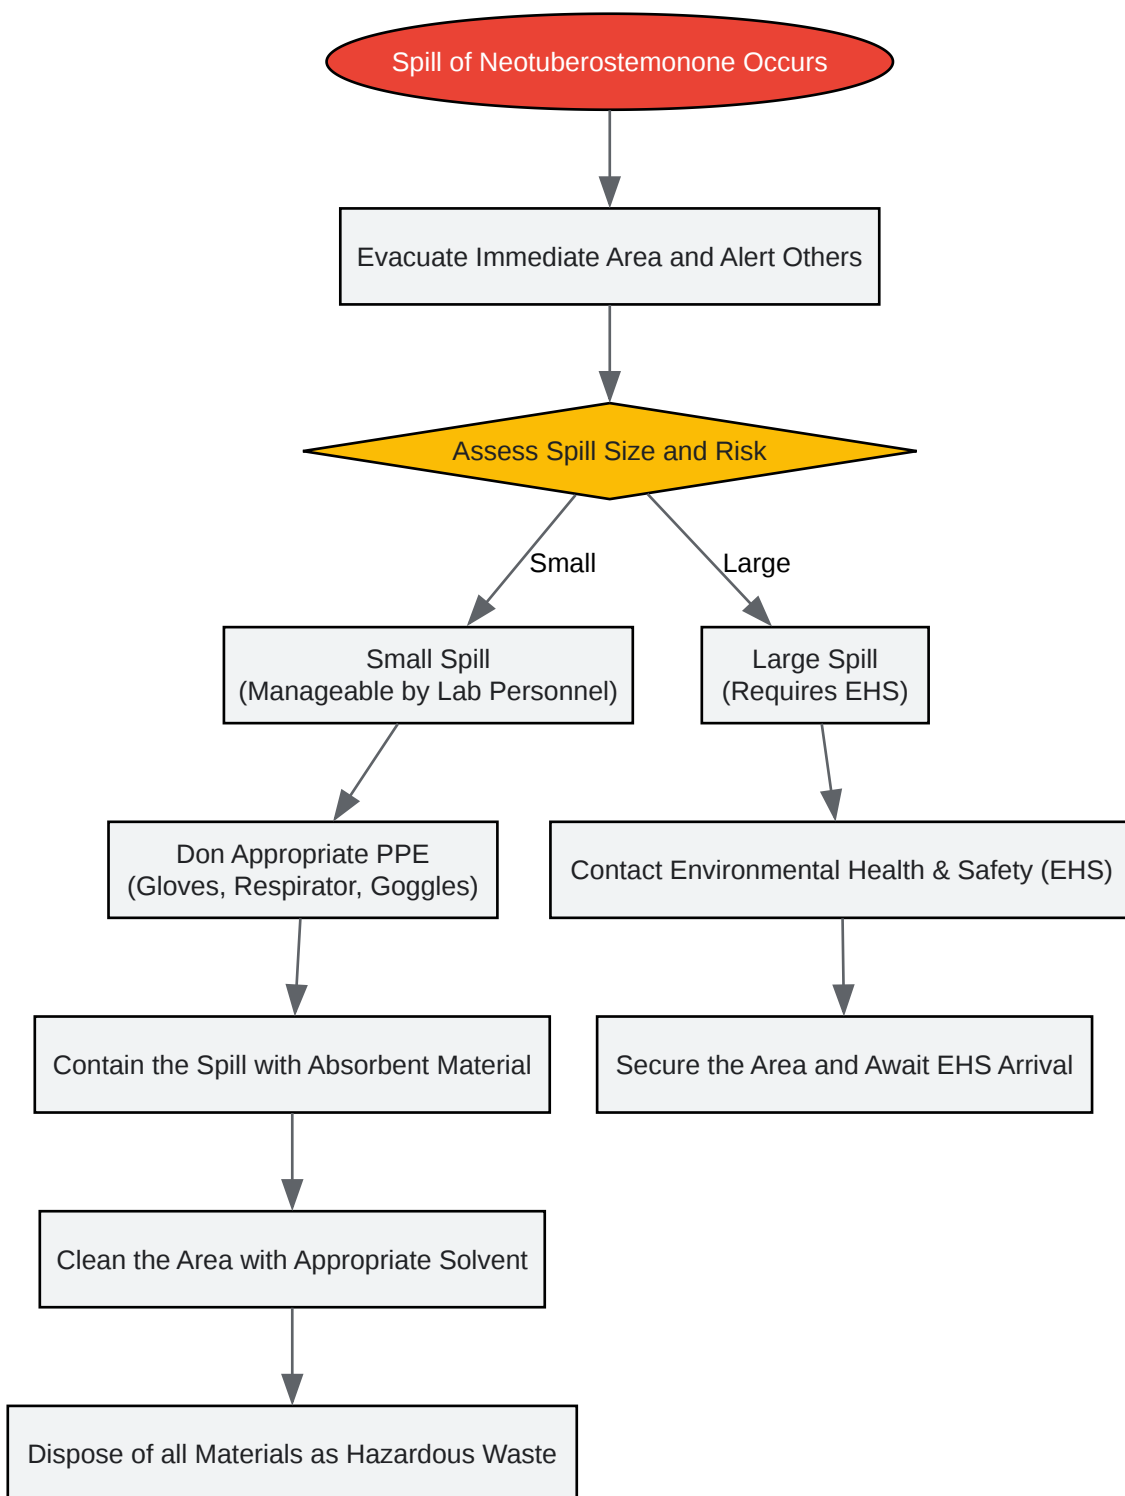 Spill of Neotuberostemonone Occurs
Evacuate Immediate Area and Alert Others
Assess Spill Size and Risk
Small
Large
Small Spill
(Manageable by Lab Personnel)
Large Spill
(Requires EHS)
Don Appropriate PPE
(Gloves, Respirator, Goggles)
Contact Environmental Health & Safety (EHS)
Contain the Spill with Absorbent Material
Secure the Area and Await EHS Arrival
Clean the Area with Appropriate Solvent
Dispose of all Materials as Hazardous Waste